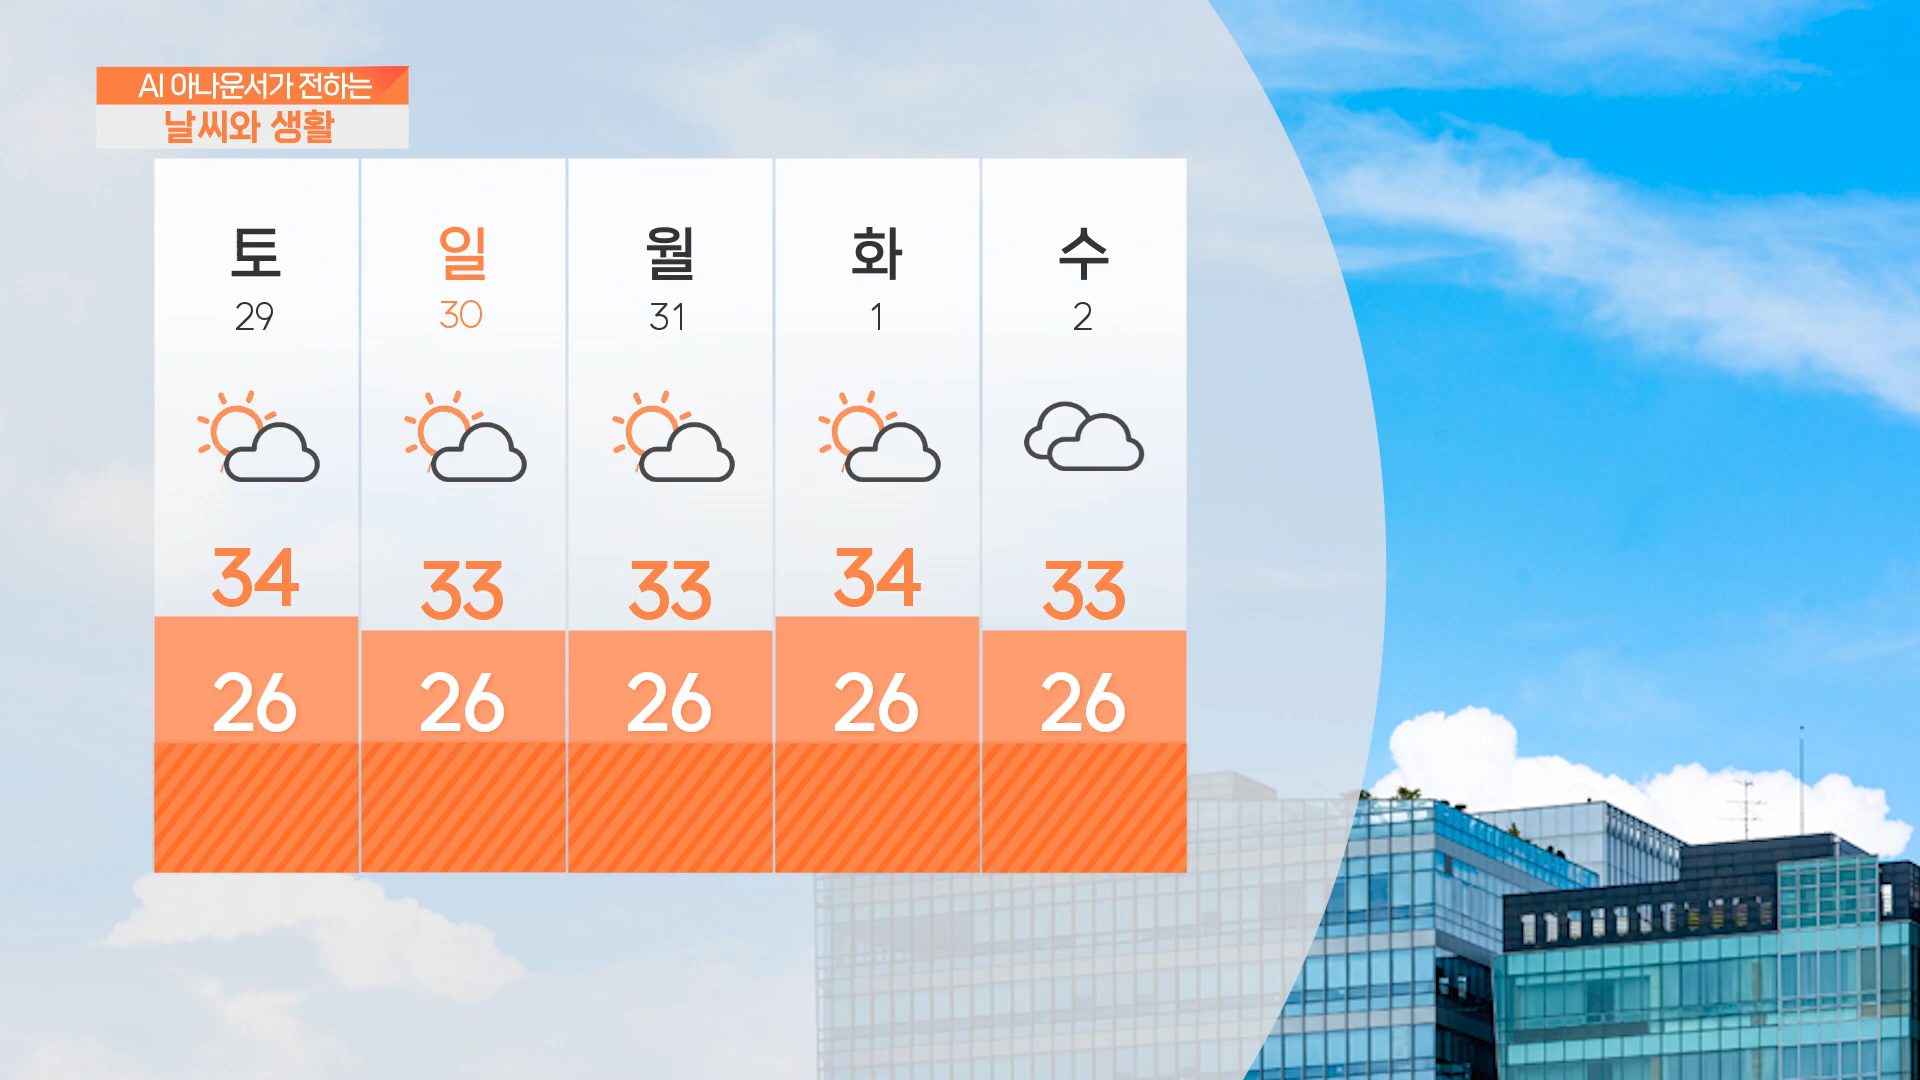 AI 아나운서가 전하는
날씨와 생활
토 일 월 화 수
29 30 31 1 2
34 33 33 34 33
26 26 26 26 26